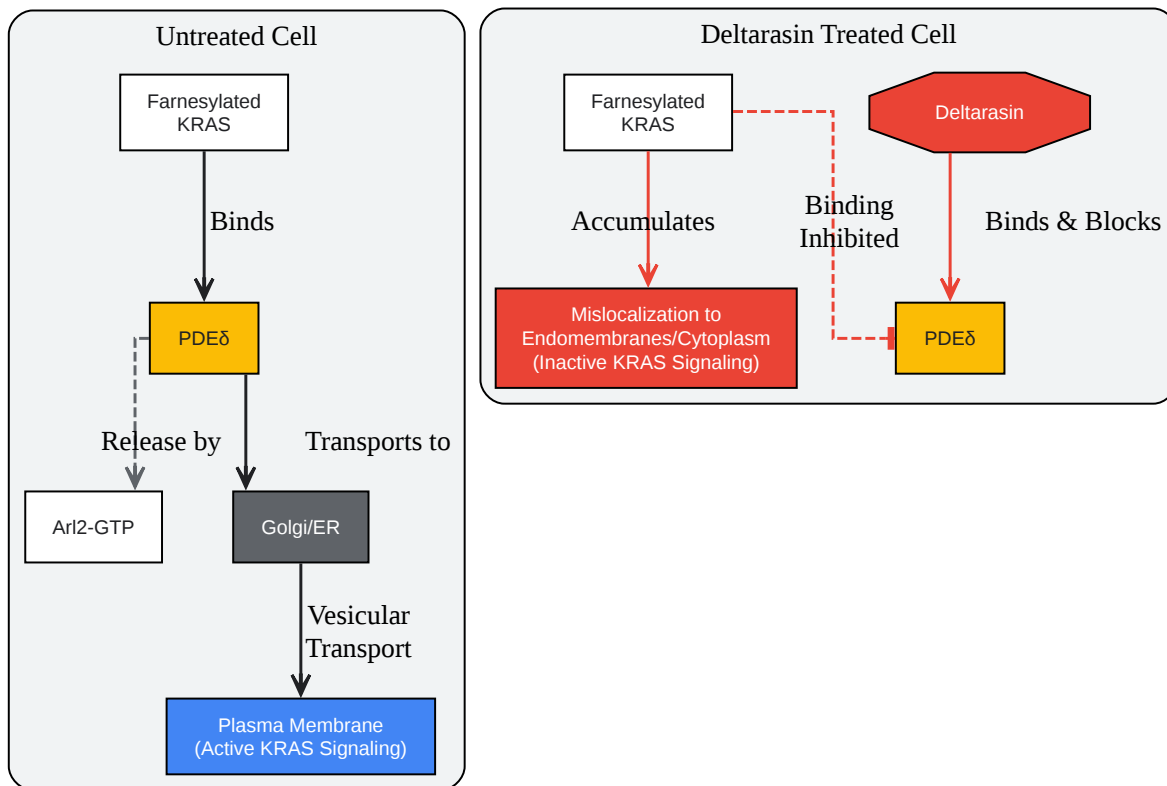 Untreated Cell
Farnesylated
KRAS
Binds
PDEδ
Release by
Transports to
Arl2-GTP
Golgi/ER
Vesicular
Transport
Plasma Membrane
(Active KRAS Signaling)
Deltarasin Treated Cell
Farnesylated
KRAS
Deltarasin
Accumulates
Binding
Inhibited
Binds & Blocks
Mislocalization to
Endomembranes/Cytoplasm
(Inactive KRAS Signaling)
PDEδ